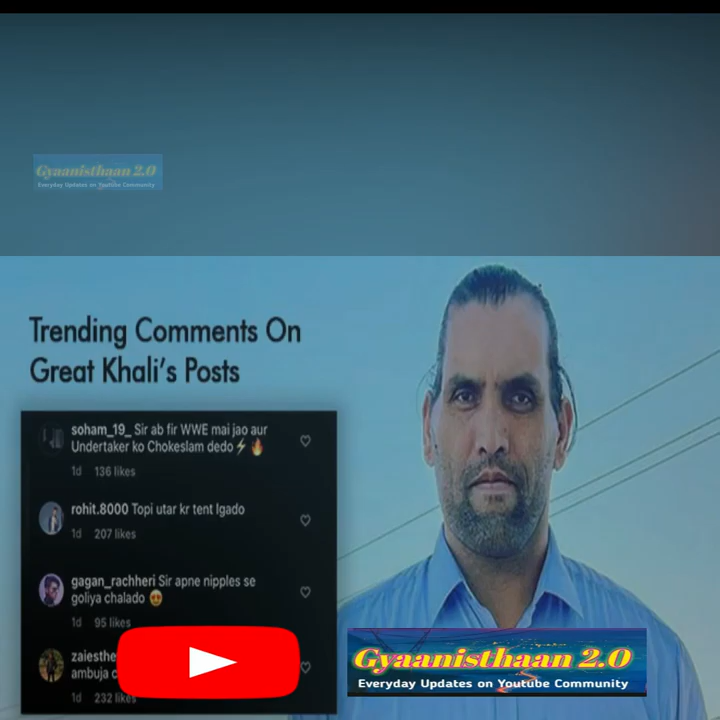 Gyaanisthaan 2.0
Everyday Updates on Youtube Community
Trending Comments On
Great Khali's Posts
soham_19_ Sir ab fir WWE mai jao aur
Undertaker ko Chokeslam dedo⚡🔥
1d 136 likes
rohit.8000 Topi utar kr tent lgado
1d 207 likes
gagan_rachheri Sir apne nipples se
goliya chalado 😍
1d 95 likes
ambuja
1d 232 likes
Gyaanisthaan 2.0
Everyday Updates on Youtube Community